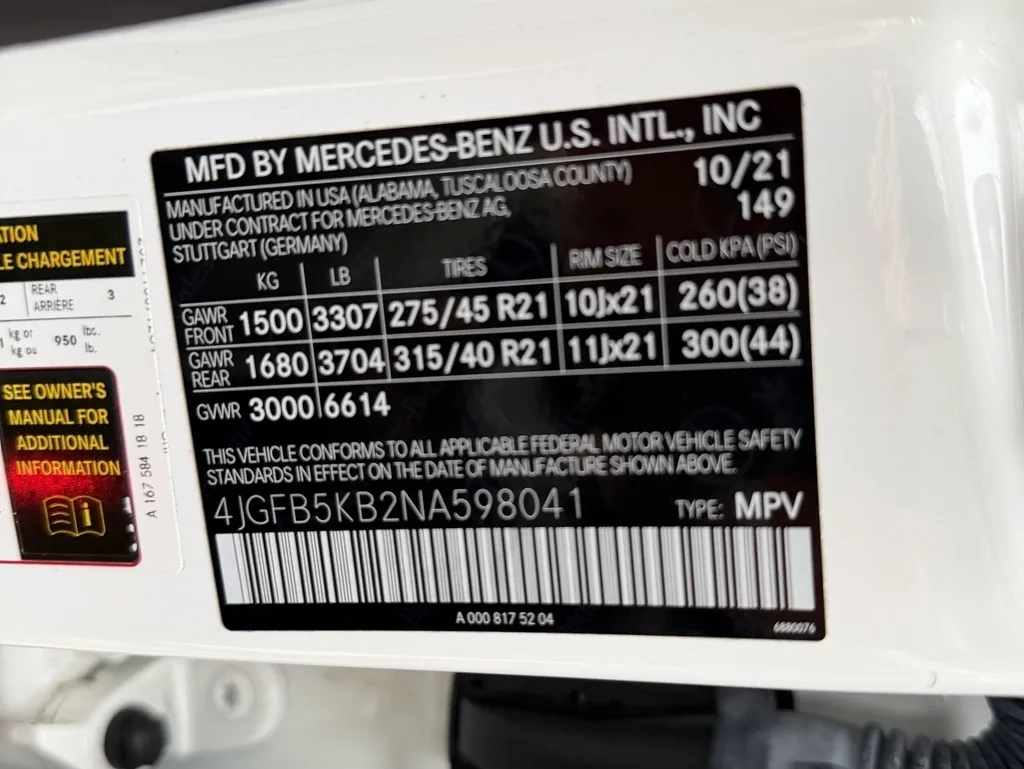 MFD BY MERCEDES-BENZ U.S. INTL., INC
MANUFACTURED IN USA (ALABAMA, TUSCALOOSA COUNTY) 10/21
UNDER CONTRACT FOR MERCEDES-BENZ AG, 149
STUTTGART (GERMANY)
KG LB TIRES RIM SIZE COLD KPA (PSI)
GAWR FRONT 1500 3307 275/45 R21 10Jx21 260(38)
GAWR REAR 1680 3704 315/40 R21 11Jx21 300(44)
GVWR 3000 6614
THIS VEHICLE CONFORMS TO ALL APPLICABLE FEDERAL MOTOR VEHICLE SAFETY
STANDARDS IN EFFECT ON THE DATE OF MANUFACTURE SHOWN ABOVE.
4JGFB5KB2NA598041 TYPE: MPV
A 000 817 52 04
6880076
CHARGEMENT
2 REAR 3
ARRIÈRE
kg or 950 lbs.
kg ou lb.
SEE OWNER'S
MANUAL FOR
ADDITIONAL
INFORMATION
A 167 584 18 18